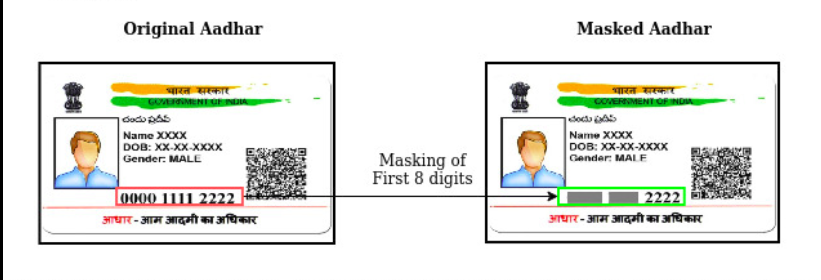 Original Aadhar
Masked Aadhar
भारत सरकार
GOVERNMENT OF INDIA
చందు ప్రదీప్
Name XXXX
DOB: XX-XX-XXXX
Gender: MALE
0000 1111 2222
आधार - आम आदमी का अधिकार
Masking of
First 8 digits
भारत सरकार
GOVERNMENT OF INDIA
చందు ప్రదీప్
Name XXXX
DOB: XX-XX-XXXX
Gender: MALE
2222
आधार - आम आदमी का अधिकार